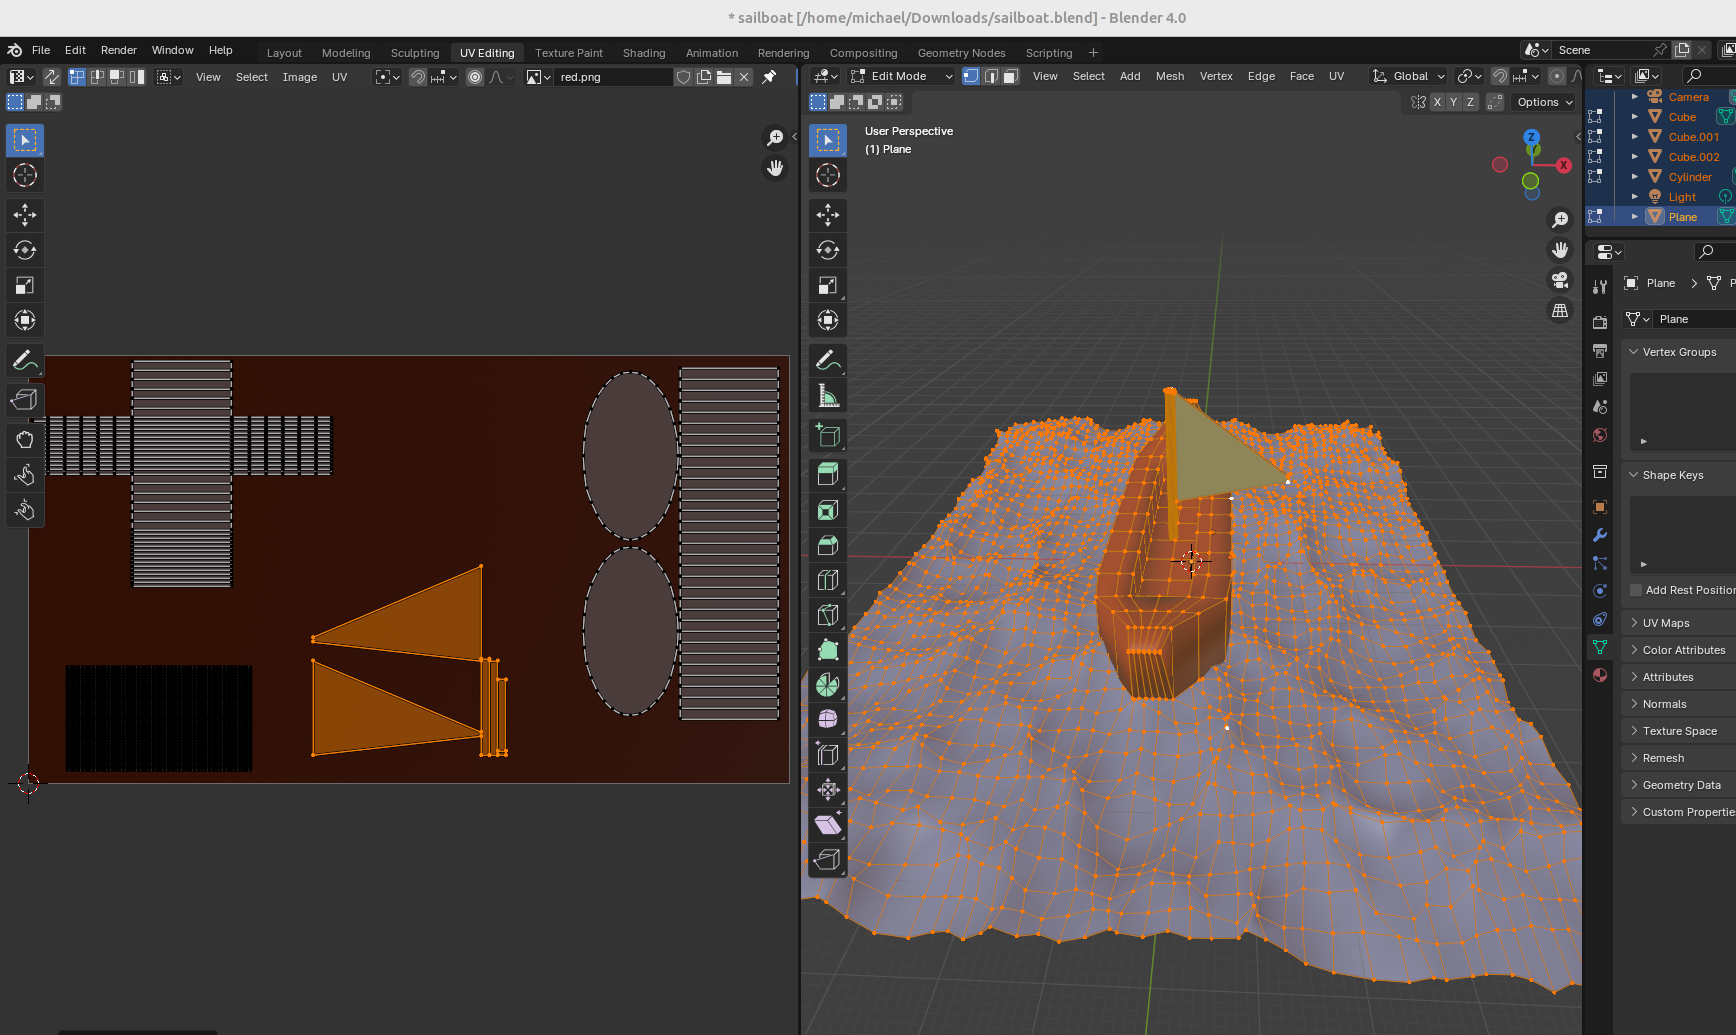 * sailboat [/home/michael/Downloads/sailboat.blend] - Blender 4.0
File Edit Render Window Help Layout Modeling Sculpting UV Editing Texture Paint Shading Animation Rendering Compositing Geometry Nodes Scripting + Scene
View Select Image UV red.png
Edit Mode View Select Add Mesh Vertex Edge Face UV Global
X Y Z Options
User Perspective
(1) Plane
Z
Y
X
Camera
Cube
Cube.001
Cube.002
Cylinder
Light
Plane
Plane P
Plane
Vertex Groups
Shape Keys
Add Rest Position
UV Maps
Color Attributes
Attributes
Normals
Texture Space
Remesh
Geometry Data
Custom Propertie